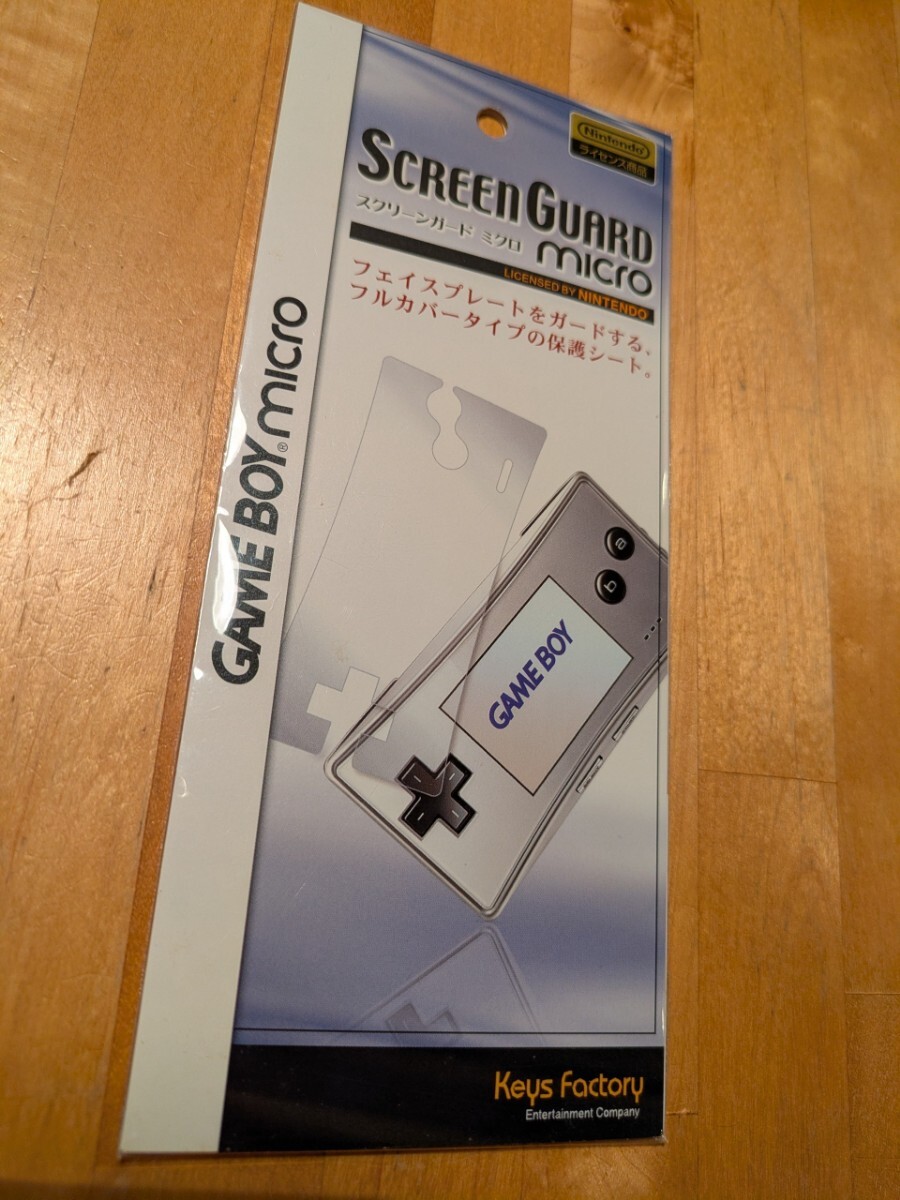 Nintendo
ライセンス商品
SCREEN GUARD
スクリーンガード ミクロ
micro
LICENSED BY NINTENDO
フェイスプレートをガードする、
フルカバータイプの保護シート。
GAME BOY® micro
a
b
GAME BOY
Keys Factory
Entertainment Company